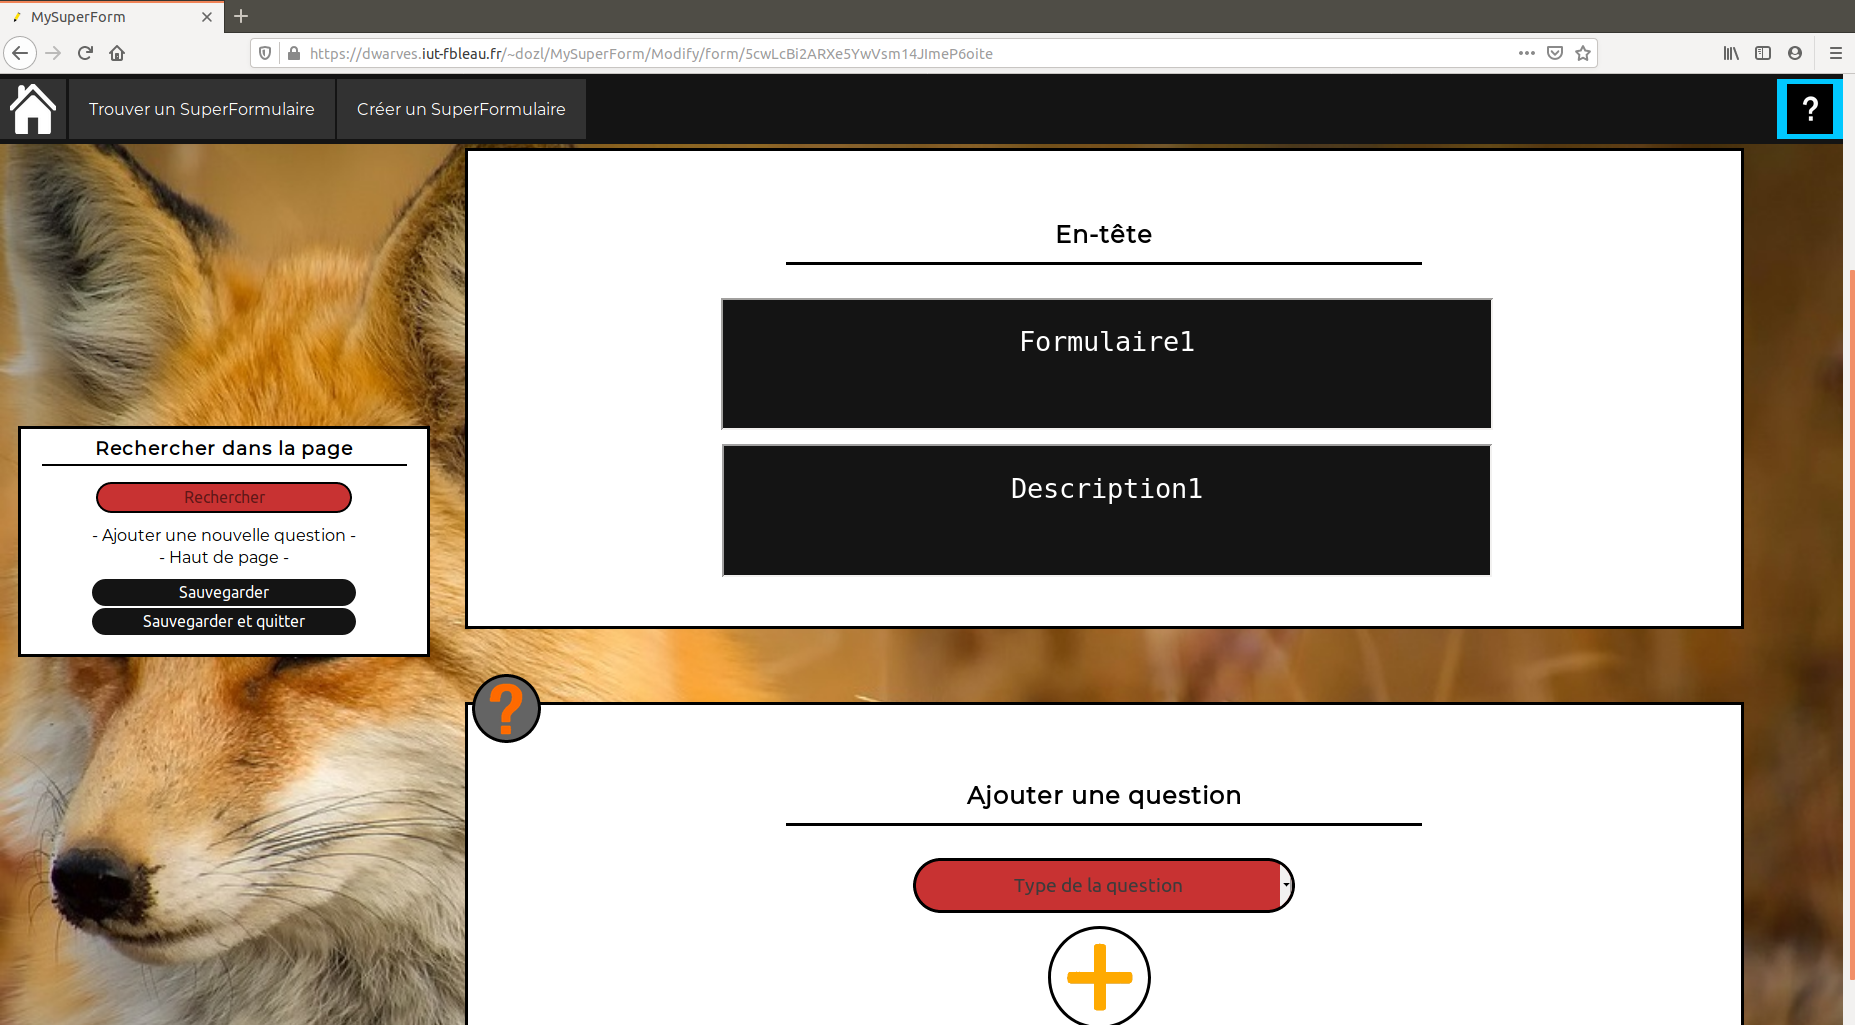 MySuperForm
https://dwarves.iut-fbleau.fr/~dozl/MySuperForm/Modify/form/5cwLcBi2ARXe5YwVsm14JImeP6oite
Trouver un SuperFormulaire
Créer un SuperFormulaire
?
En-tête
Formulaire1
Description1
Rechercher dans la page
Rechercher
- Ajouter une nouvelle question -
- Haut de page -
Sauvegarder
Sauvegarder et quitter
?
Ajouter une question
Type de la question